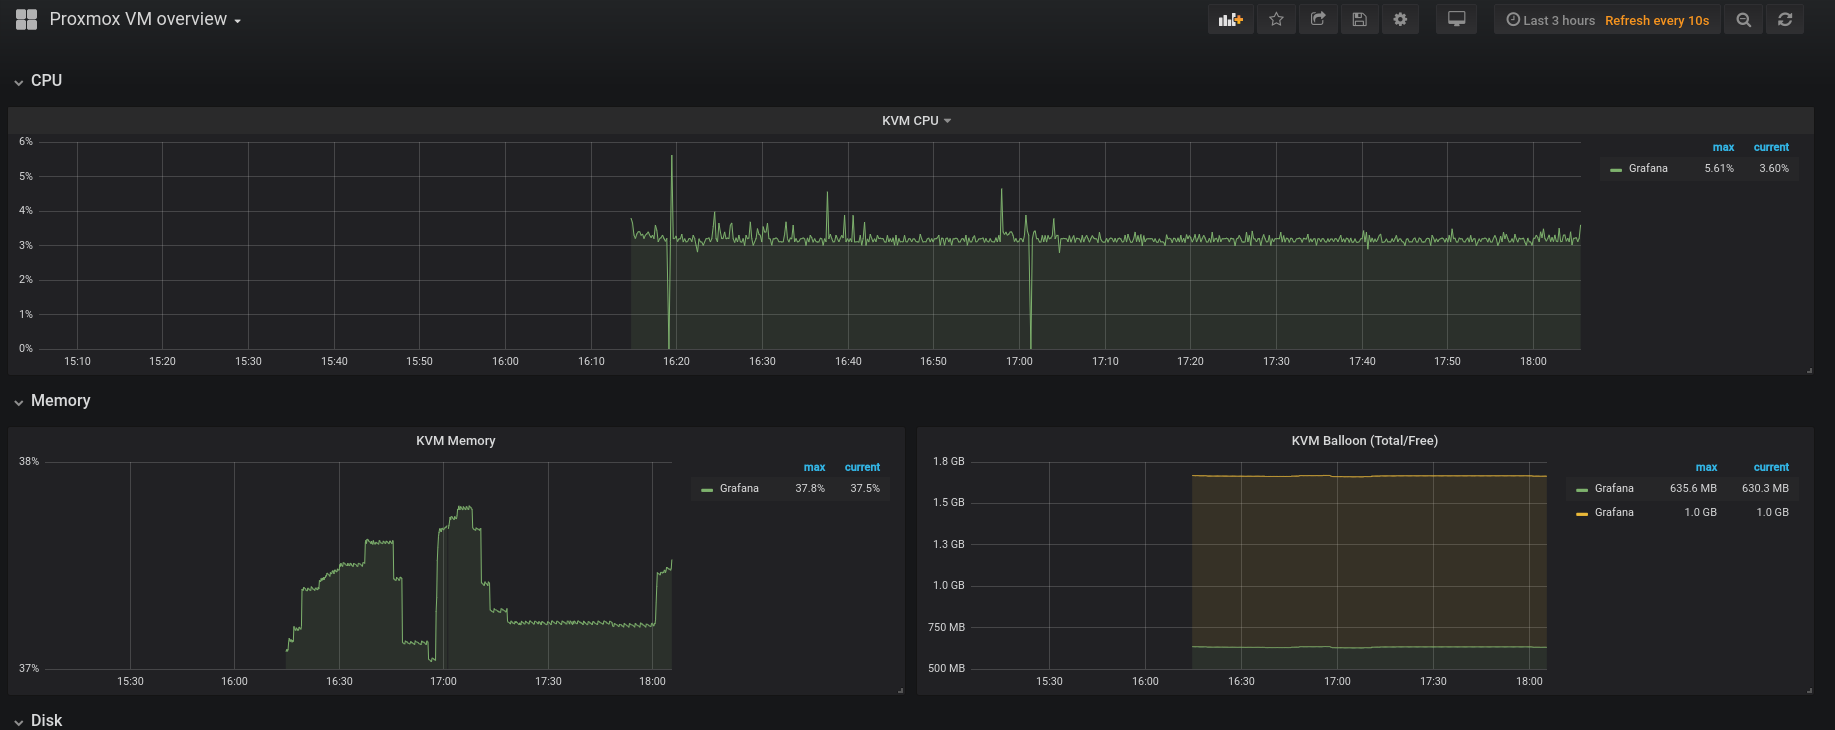 Proxmox VM overview
Last 3 hours Refresh every 10s
CPU
KVM CPU
max current
Grafana 5.61% 3.60%
6%
5%
4%
3%
2%
1%
0%
15:10 15:20 15:30 15:40 15:50 16:00 16:10 16:20 16:30 16:40 16:50 17:00 17:10 17:20 17:30 17:40 17:50 18:00
Memory
KVM Memory
max current
Grafana 37.8% 37.5%
38%
37%
15:30 16:00 16:30 17:00 17:30 18:00
KVM Balloon (Total/Free)
max current
Grafana 635.6 MB 630.3 MB
Grafana 1.0 GB 1.0 GB
1.8 GB
1.5 GB
1.3 GB
1.0 GB
750 MB
500 MB
15:30 16:00 16:30 17:00 17:30 18:00
Disk